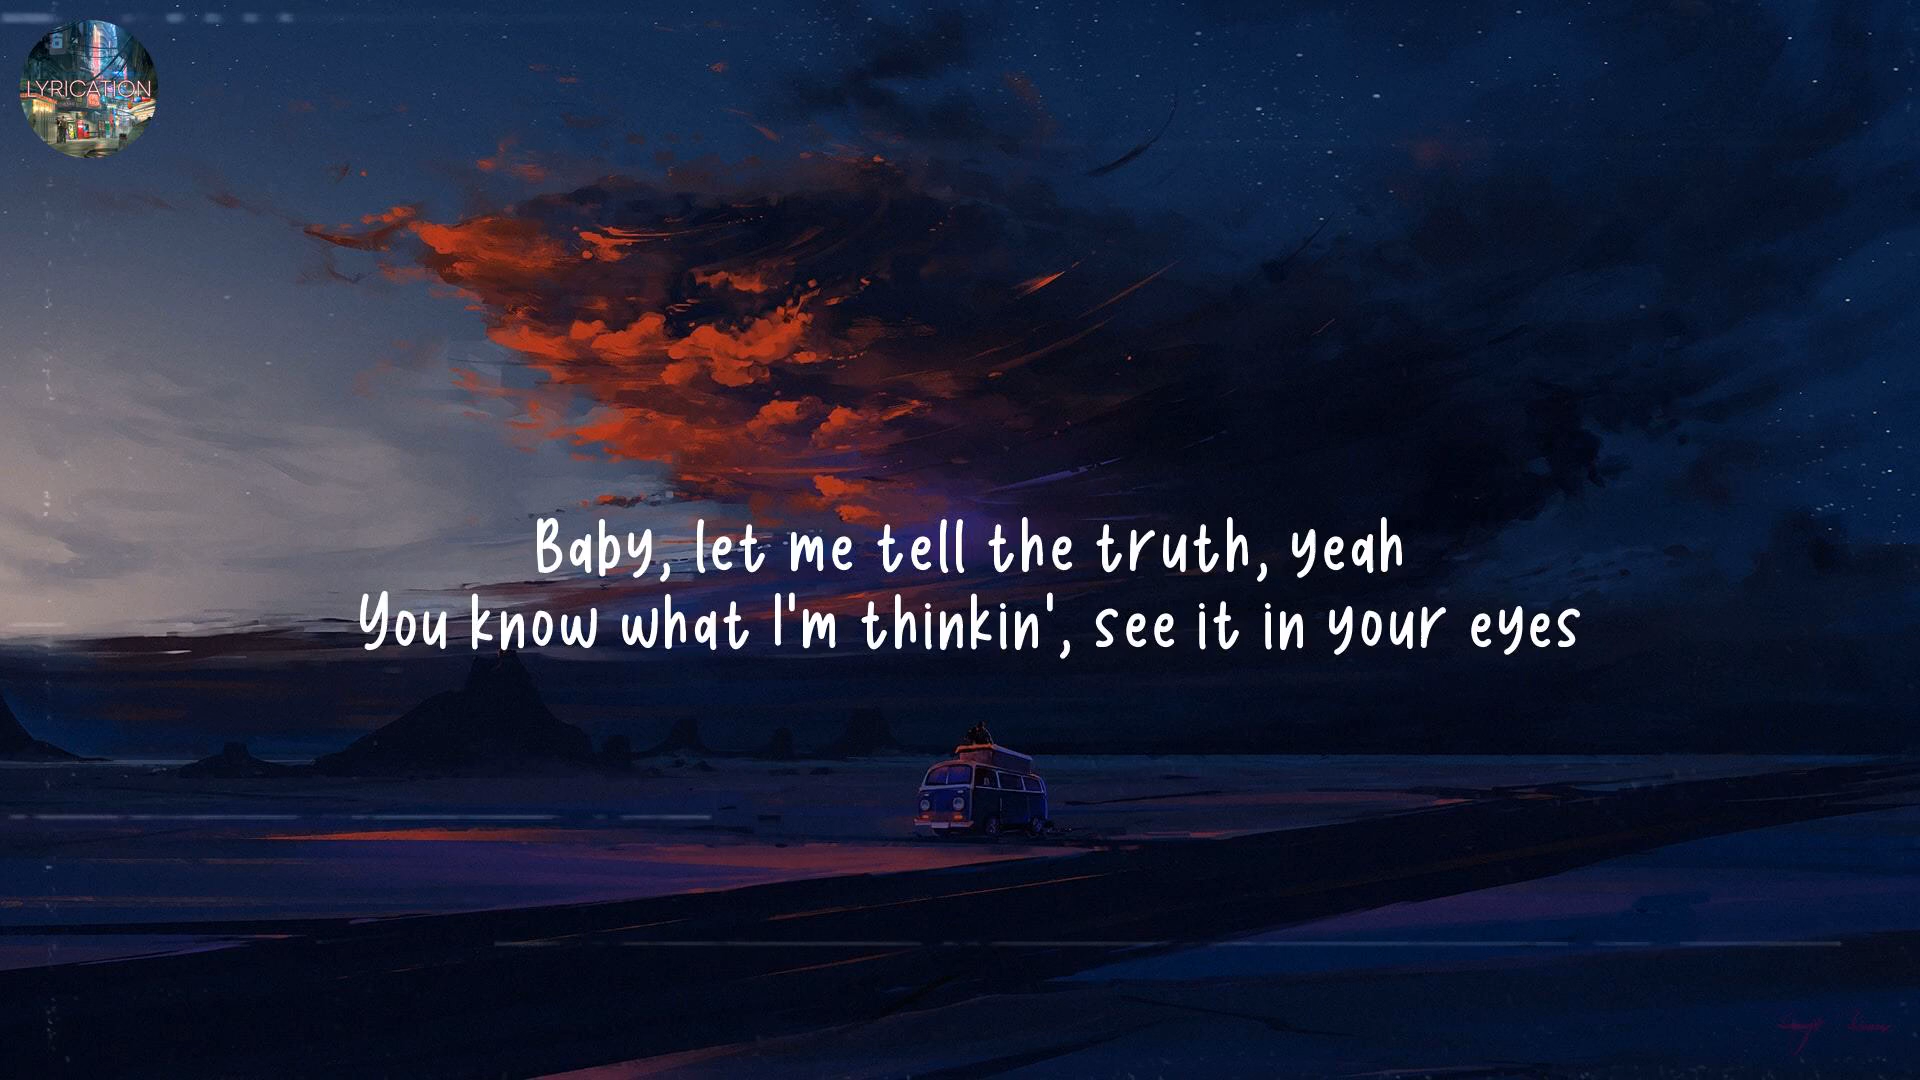 LYRICATION
Baby, let me tell the truth, yeah
You know what I'm thinkin', see it in your eyes